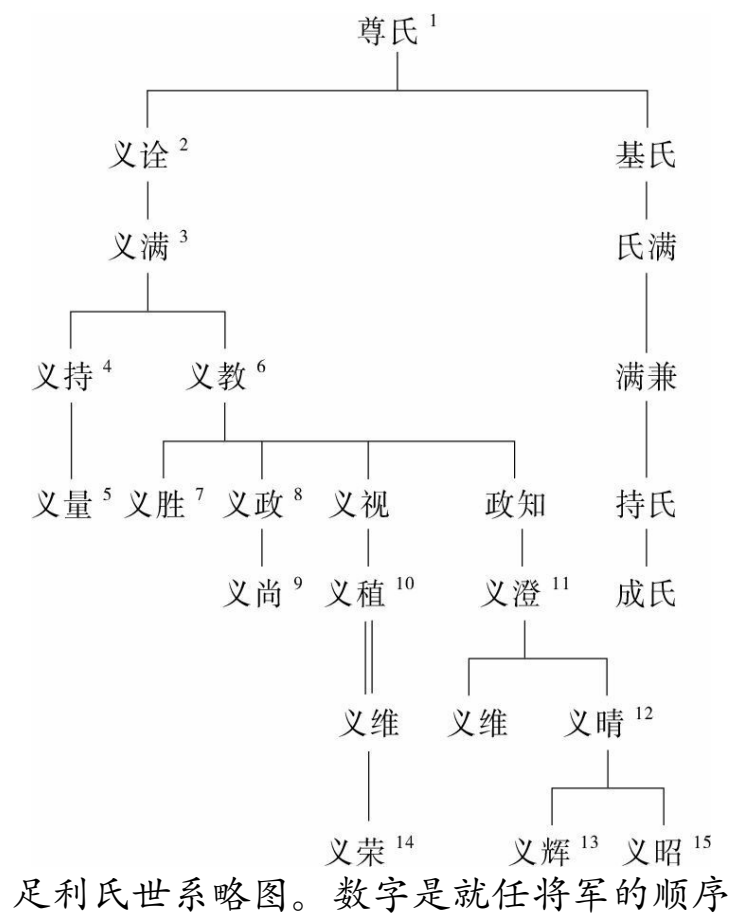 尊氏 1
义诠 2 基氏
义满 3 氏满
义持 4 义教 6 满兼
义量 5 义胜 7 义政 8 义视 政知 持氏
义尚 9 义稙 10 义澄 11 成氏
义维 义维 义晴 12
义荣 14 义辉 13 义昭 15
足利氏世系略图。数字是就任将军的顺序